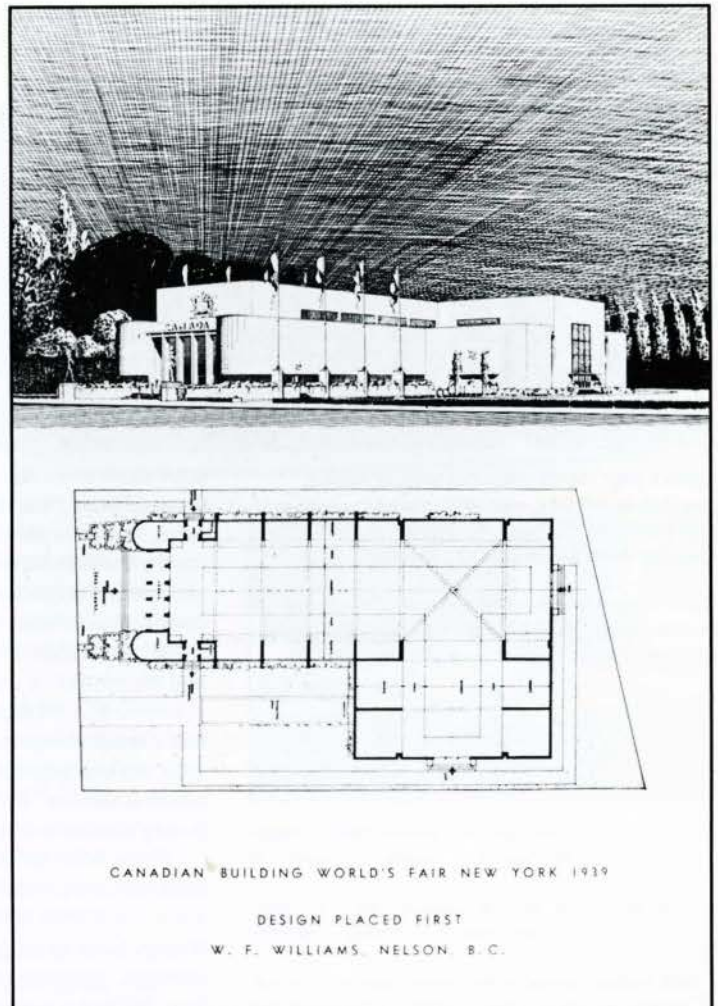 CANADA
CANADIAN BUILDING WORLD'S FAIR NEW YORK 1939
DESIGN PLACED FIRST
W. F. WILLIAMS, NELSON, B.C.